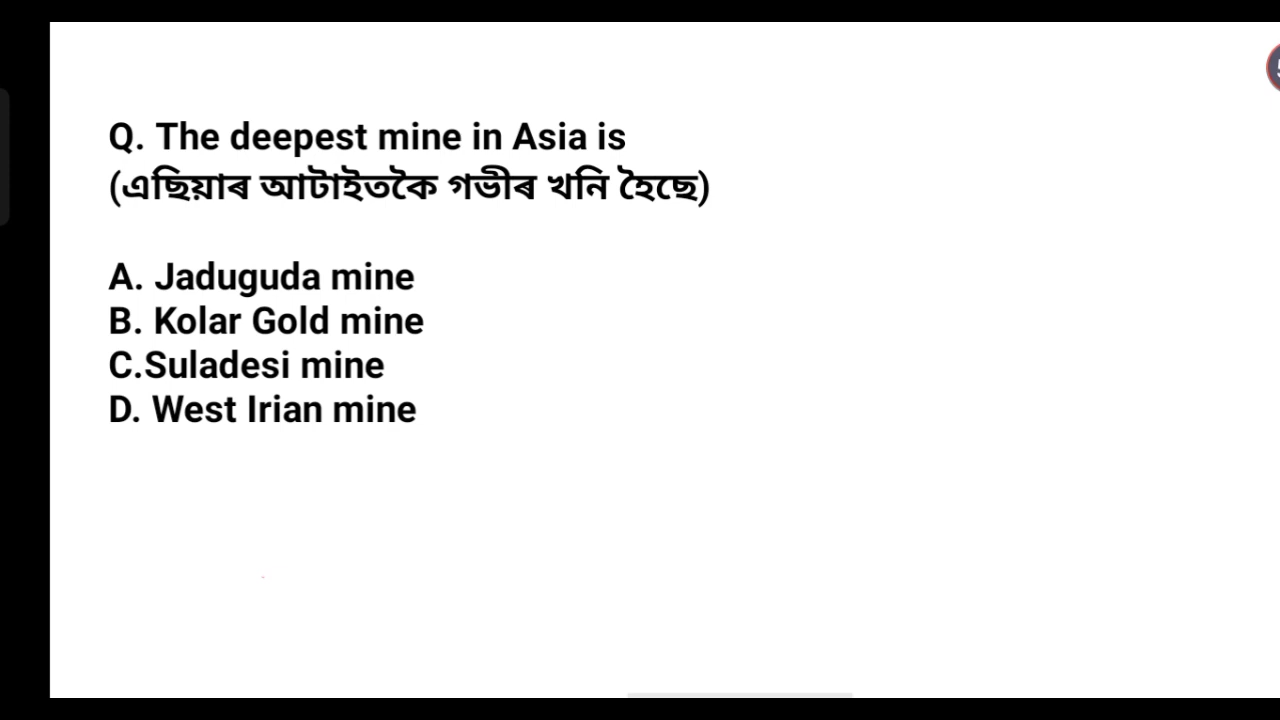 Q. The deepest mine in Asia is
(এছিয়াৰ আটাইতকৈ গভীৰ খনি হৈছে)
A. Jaduguda mine
B. Kolar Gold mine
C.Suladesi mine
D. West Irian mine